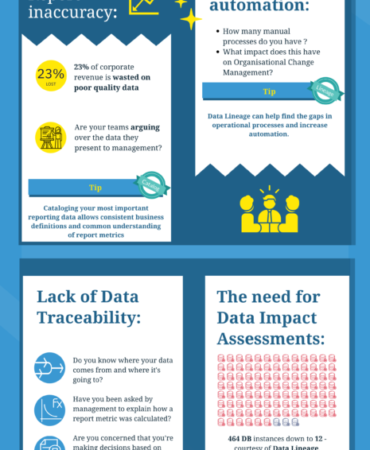 inaccuracy:
23%
LOST
23% of corporate
revenue is wasted on
poor quality data
Are your teams arguing
over the data they
present to management?
Tip
Cataloging your most important
reporting data allows consistent business
definitions and common understanding
of report metrics
automation:
How many manual
processes do you have ?
What impact does this have
on Organisational Change
Management?
Tip
Data Lineage can help find the gaps in
operational processes and increase
automation.
Lack of Data
Traceability:
Do you know where your data
comes from and where it's
going to?
Fx
Have you been asked by
management to explain how a
report metric was calculated?
Are you concerned that you're
making decisions based on
The need for
Data Impact
Assessments:
464 DB instances down to 12 -
courtesy of Data Lineage